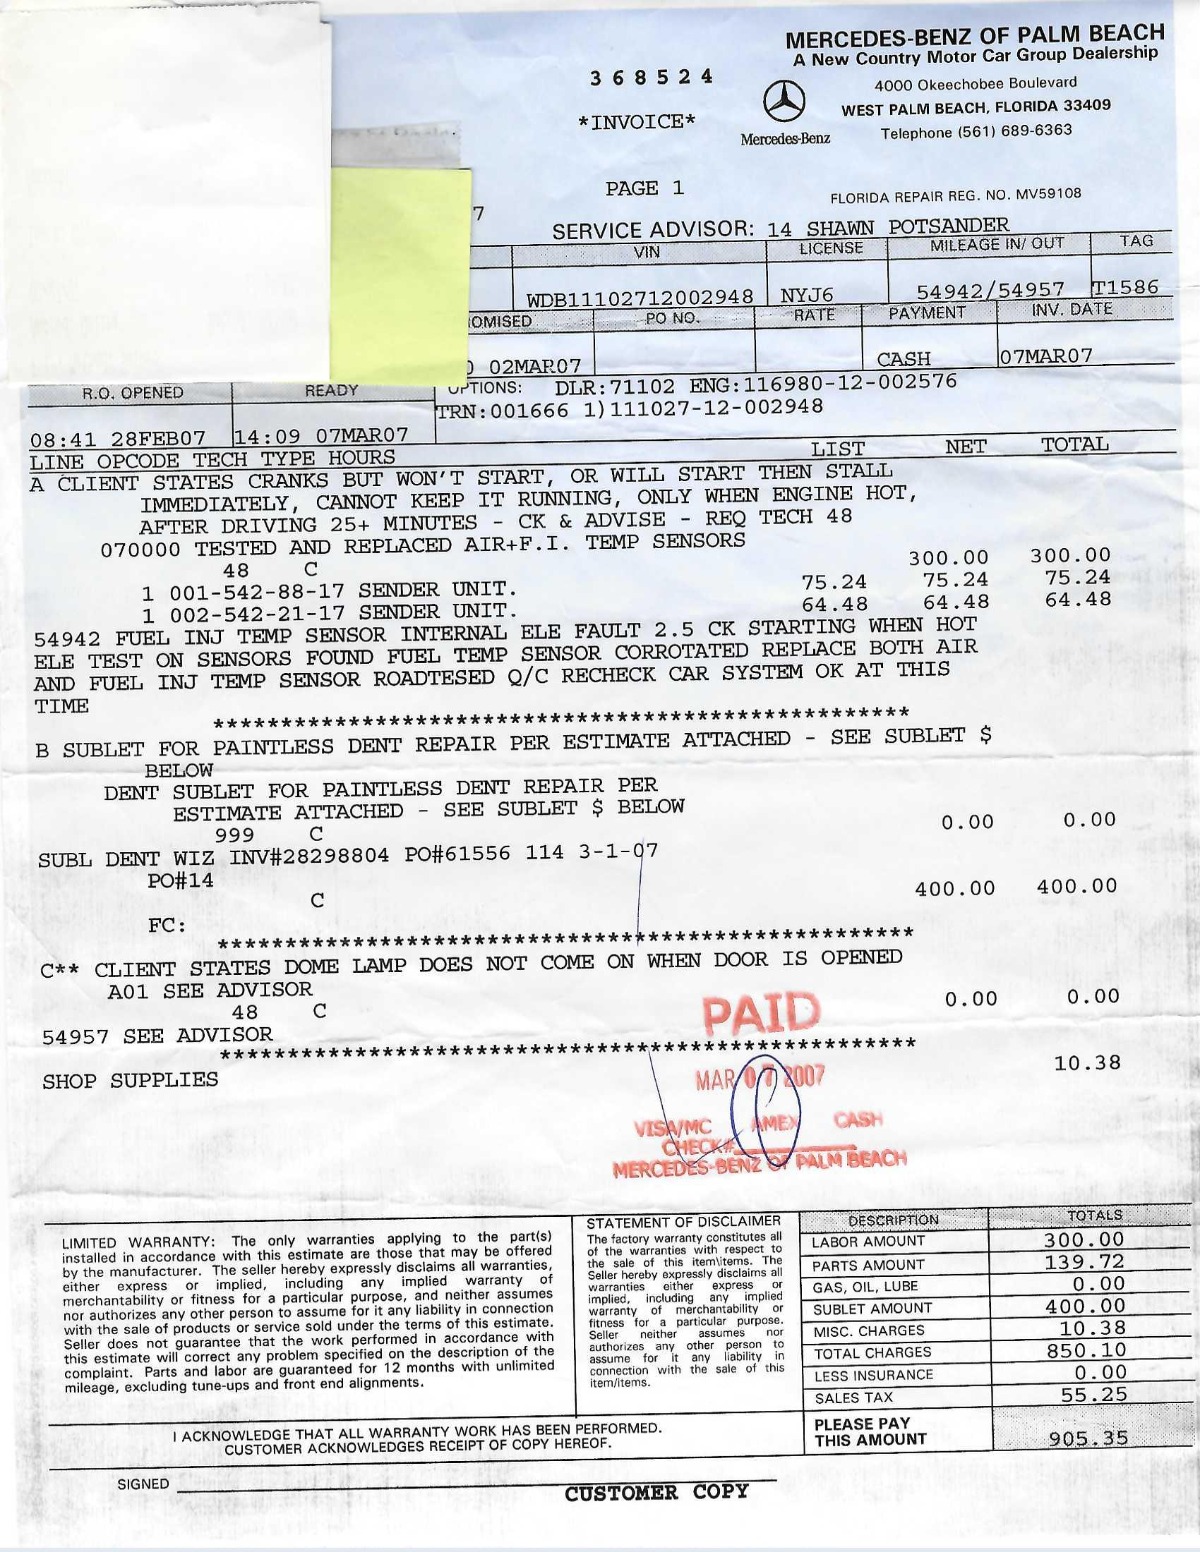 MERCEDES-BENZ OF PALM BEACH
A New Country Motor Car Group Dealership
368524
4000 Okeechobee Boulevard
WEST PALM BEACH, FLORIDA 33409
Telephone (561) 689-6363
*INVOICE*
Mercedes-Benz
PAGE 1
FLORIDA REPAIR REG. NO. MV59108
7
SERVICE ADVISOR: 14 SHAWN POTSANDER
VIN LICENSE MILEAGE IN/ OUT TAG
WDB11102712002948 NYJ6 54942/54957 T1586
OMISED PO NO. RATE PAYMENT INV. DATE
02MAR07 CASH 07MAR07
R.O. OPENED READY OPTIONS: DLR:71102 ENG:116980-12-002576
TRN:001666 1)111027-12-002948
08:41 28FEB07 14:09 07MAR07
LINE OPCODE TECH TYPE HOURS LIST NET TOTAL
A CLIENT STATES CRANKS BUT WON'T START, OR WILL START THEN STALL
IMMEDIATELY, CANNOT KEEP IT RUNNING, ONLY WHEN ENGINE HOT,
AFTER DRIVING 25+ MINUTES - CK & ADVISE - REQ TECH 48
070000 TESTED AND REPLACED AIR+F.I. TEMP SENSORS
48 C 300.00 300.00
1 001-542-88-17 SENDER UNIT. 75.24 75.24 75.24
1 002-542-21-17 SENDER UNIT. 64.48 64.48 64.48
54942 FUEL INJ TEMP SENSOR INTERNAL ELE FAULT 2.5 CK STARTING WHEN HOT
ELE TEST ON SENSORS FOUND FUEL TEMP SENSOR CORROTATED REPLACE BOTH AIR
AND FUEL INJ TEMP SENSOR ROADTESED Q/C RECHECK CAR SYSTEM OK AT THIS
TIME
****************************************************
B SUBLET FOR PAINTLESS DENT REPAIR PER ESTIMATE ATTACHED - SEE SUBLET $
BELOW
DENT SUBLET FOR PAINTLESS DENT REPAIR PER
ESTIMATE ATTACHED - SEE SUBLET $ BELOW
999 C 0.00 0.00
SUBL DENT WIZ INV#28298804 PO#61556 114 3-1-07
PO#14
C 400.00 400.00
FC:
****************************************************
C** CLIENT STATES DOME LAMP DOES NOT COME ON WHEN DOOR IS OPENED
A01 SEE ADVISOR
48 C 0.00 0.00
54957 SEE ADVISOR
****************************************************
SHOP SUPPLIES 10.38
PAID
MAR 07 2007
VISA/MC AMEX CASH
CHECK#
MERCEDES-BENZ OF PALM BEACH
LIMITED WARRANTY: The only warranties applying to the part(s)
installed in accordance with this estimate are those that may be offered
by the manufacturer. The seller hereby expressly disclaims all warranties,
either express or implied, including any implied warranty of
merchantability or fitness for a particular purpose, and neither assumes
nor authorizes any other person to assume for it any liability in connection
with the sale of products or service sold under the terms of this estimate.
Seller does not guarantee that the work performed in accordance with
this estimate will correct any problem specified on the description of the
complaint. Parts and labor are guaranteed for 12 months with unlimited
mileage, excluding tune-ups and front end alignments.
STATEMENT OF DISCLAIMER
The factory warranty constitutes all
of the warranties with respect to
the sale of this item\items. The
Seller hereby expressly disclaims all
warranties either express or
implied, including any implied
warranty of merchantability or
fitness for a particular purpose.
Seller neither assumes nor
authorizes any other person to
assume for it any liability in
connection with the sale of this
item/items.
DESCRIPTION TOTALS
LABOR AMOUNT 300.00
PARTS AMOUNT 139.72
GAS, OIL, LUBE 0.00
SUBLET AMOUNT 400.00
MISC. CHARGES 10.38
TOTAL CHARGES 850.10
LESS INSURANCE 0.00
SALES TAX 55.25
PLEASE PAY
THIS AMOUNT 905.35
I ACKNOWLEDGE THAT ALL WARRANTY WORK HAS BEEN PERFORMED.
CUSTOMER ACKNOWLEDGES RECEIPT OF COPY HEREOF.
SIGNED
CUSTOMER COPY